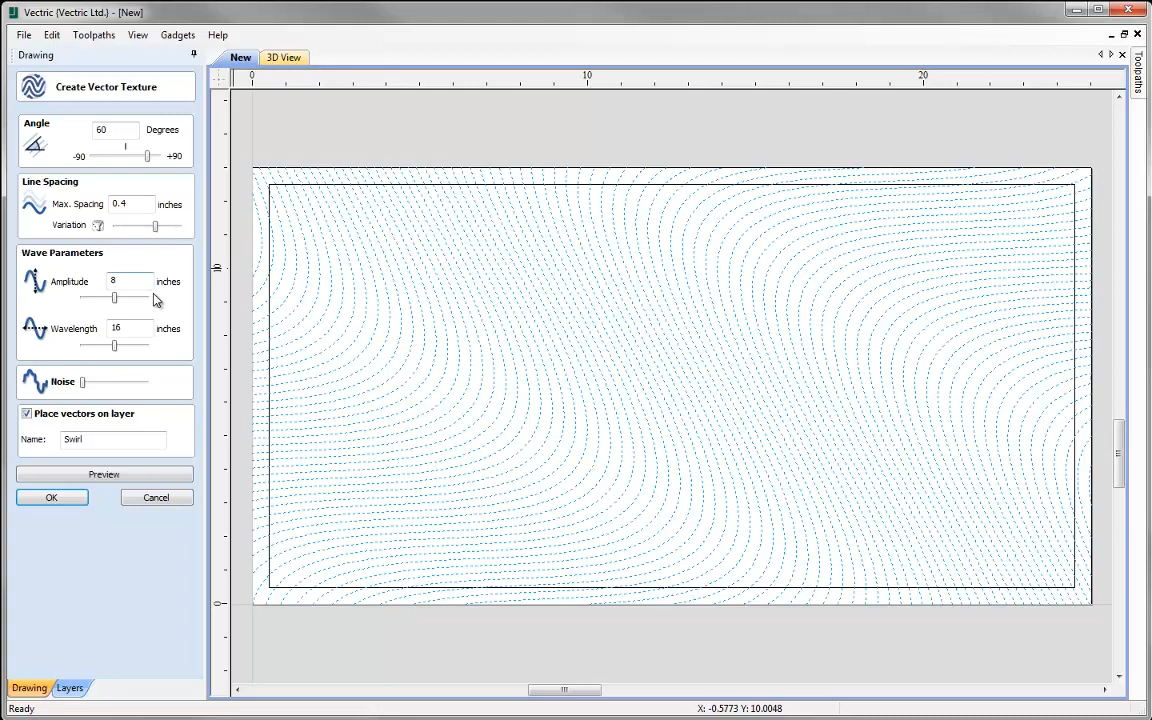 Vectric {Vectric Ltd.} - [New]
File Edit Toolpaths View Gadgets Help
Drawing
New 3D View
Toolpaths
0 10 20
10
0
Create Vector Texture
Angle
60 Degrees
-90 +90
Line Spacing
Max. Spacing 0.4 inches
Variation
Wave Parameters
Amplitude 8 inches
Wavelength 16 inches
Noise
Place vectors on layer
Name: Swirl
Preview
OK Cancel
Drawing Layers
Ready X: -0.5773 Y: 10.0048